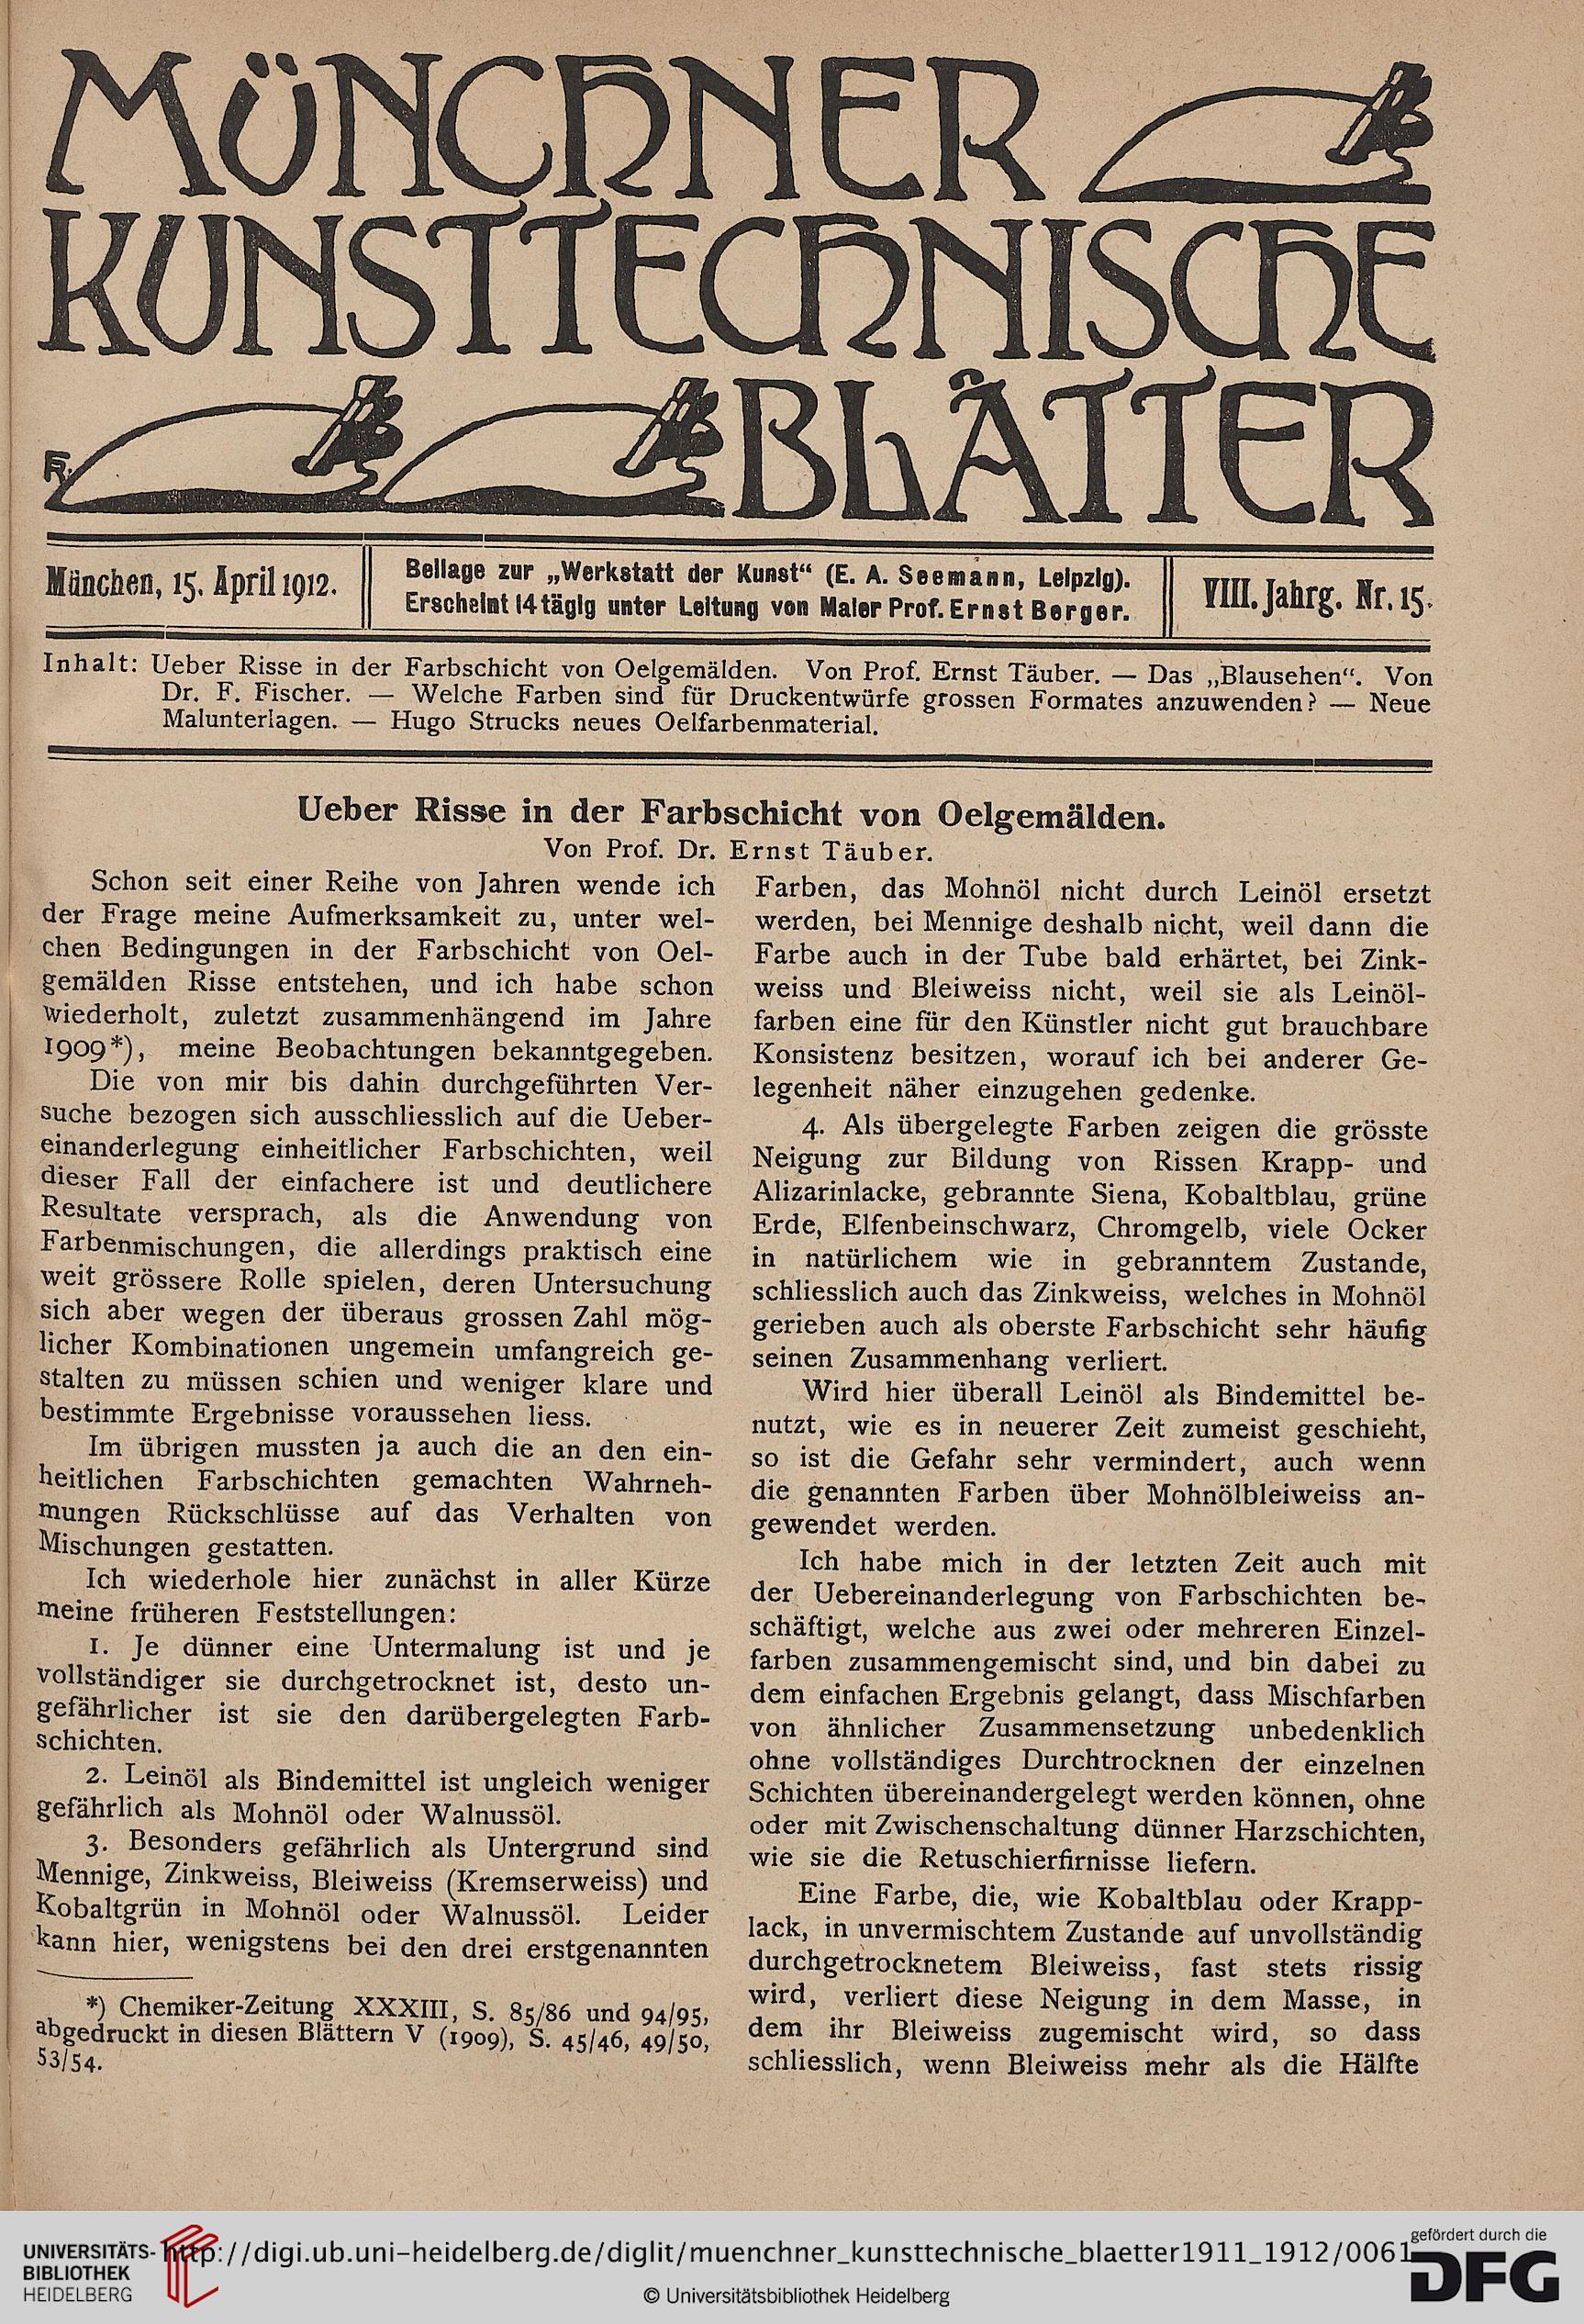 MÜNCHNER
KUNSTTECHNISCHE
BLÄTTER
München, 15. April 1912.
Beilage zur „Werkstatt der Kunst“ (E. A. Seemann, Leipzig).
Erscheint 14tägig unter Leitung von Maler Prof. Ernst Berger.
VIII. Jahrg. Nr. 15.
Inhalt: Ueber Risse in der Farbschicht von Oelgemälden. Von Prof. Ernst Täuber. — Das „Blausehen“. Von
Dr. F. Fischer. — Welche Farben sind für Druckentwürfe grossen Formates anzuwenden? — Neue
Malunterlagen. — Hugo Strucks neues Oelfarbenmaterial.
Ueber Risse in der Farbschicht von Oelgemälden.
Von Prof. Dr. Ernst Täuber.
Schon seit einer Reihe von Jahren wende ich
der Frage meine Aufmerksamkeit zu, unter wel-
chen Bedingungen in der Farbschicht von Oel-
gemälden Risse entstehen, und ich habe schon
wiederholt, zuletzt zusammenhängend im Jahre
1909*), meine Beobachtungen bekanntgegeben.
Die von mir bis dahin durchgeführten Ver-
suche bezogen sich ausschliesslich auf die Ueber-
einanderlegung einheitlicher Farbschichten, weil
dieser Fall der einfachere ist und deutlichere
Resultate versprach, als die Anwendung von
Farbenmischungen, die allerdings praktisch eine
weit grössere Rolle spielen, deren Untersuchung
sich aber wegen der überaus grossen Zahl mög-
licher Kombinationen ungemein umfangreich ge-
stalten zu müssen schien und weniger klare und
bestimmte Ergebnisse voraussehen liess.
Im übrigen mussten ja auch die an den ein-
heitlichen Farbschichten gemachten Wahrneh-
mungen Rückschlüsse auf das Verhalten von
Mischungen gestatten.
Ich wiederhole hier zunächst in aller Kürze
meine früheren Feststellungen:
1. Je dünner eine Untermalung ist und je
vollständiger sie durchgetrocknet ist, desto un-
gefährlicher ist sie den darübergelegten Farb-
schichten.
2. Leinöl als Bindemittel ist ungleich weniger
gefährlich als Mohnöl oder Walnussöl.
3. Besonders gefährlich als Untergrund sind
Mennige, Zinkweiss, Bleiweiss (Kremserweiss) und
Kobaltgrün in Mohnöl oder Walnussöl. Leider
kann hier, wenigstens bei den drei erstgenannten
*) Chemiker-Zeitung XXXIII, S. 85/86 und 94/95,
abgedruckt in diesen Blättern V (1909), S. 45/46, 49/50,
53/54.
Farben, das Mohnöl nicht durch Leinöl ersetzt
werden, bei Mennige deshalb nicht, weil dann die
Farbe auch in der Tube bald erhärtet, bei Zink-
weiss und Bleiweiss nicht, weil sie als Leinöl-
farben eine für den Künstler nicht gut brauchbare
Konsistenz besitzen, worauf ich bei anderer Ge-
legenheit näher einzugehen gedenke.
4. Als übergelegte Farben zeigen die grösste
Neigung zur Bildung von Rissen Krapp- und
Alizarinlacke, gebrannte Siena, Kobaltblau, grüne
Erde, Elfenbeinschwarz, Chromgelb, viele Ocker
in natürlichem wie in gebranntem Zustande,
schliesslich auch das Zinkweiss, welches in Mohnöl
gerieben auch als oberste Farbschicht sehr häufig
seinen Zusammenhang verliert.
Wird hier überall Leinöl als Bindemittel be-
nutzt, wie es in neuerer Zeit zumeist geschieht,
so ist die Gefahr sehr vermindert, auch wenn
die genannten Farben über Mohnölbleiweiss an-
gewendet werden.
Ich habe mich in der letzten Zeit auch mit
der Uebereinanderlegung von Farbschichten be-
schäftigt, welche aus zwei oder mehreren Einzel-
farben zusammengemischt sind, und bin dabei zu
dem einfachen Ergebnis gelangt, dass Mischfarben
von ähnlicher Zusammensetzung unbedenklich
ohne vollständiges Durchtrocknen der einzelnen
Schichten übereinandergelegt werden können, ohne
oder mit Zwischenschaltung dünner Harzschichten,
wie sie die Retuschierfirnisse liefern.
Eine Farbe, die, wie Kobaltblau oder Krapp-
lack, in unvermischtem Zustande auf unvollständig
durchgetrocknetem Bleiweiss, fast stets rissig
wird, verliert diese Neigung in dem Masse, in
dem ihr Bleiweiss zugemischt wird, so dass
schliesslich, wenn Bleiweiss mehr als die Hälfte
UNIVERSITÄTS-
BIBLIOTHEK
HEIDELBERG
http://digi.ub.uni-heidelberg.de/diglit/muenchner_kunsttechnische_blaetter1911_1912/0061
© Universitätsbibliothek Heidelberg
gefördert durch die
DFG